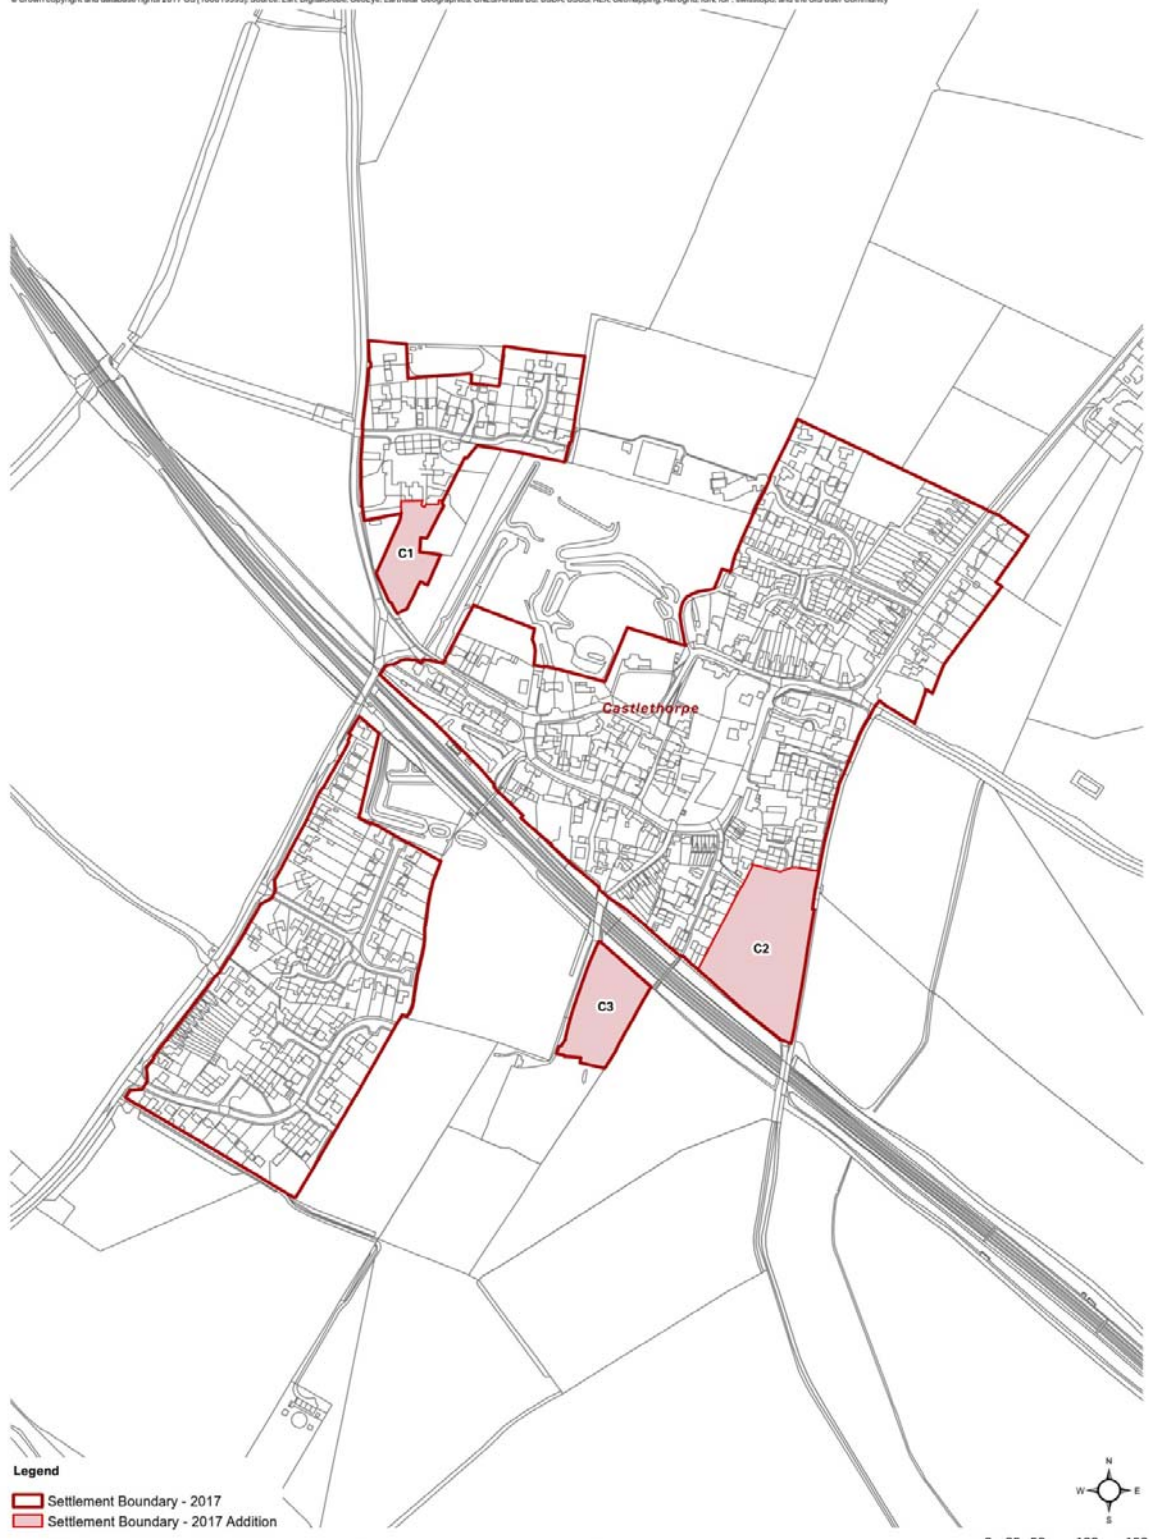 C1
Castlethorpe
C2
C3
Legend
Settlement Boundary - 2017
Settlement Boundary - 2017 Addition
N
W E
S